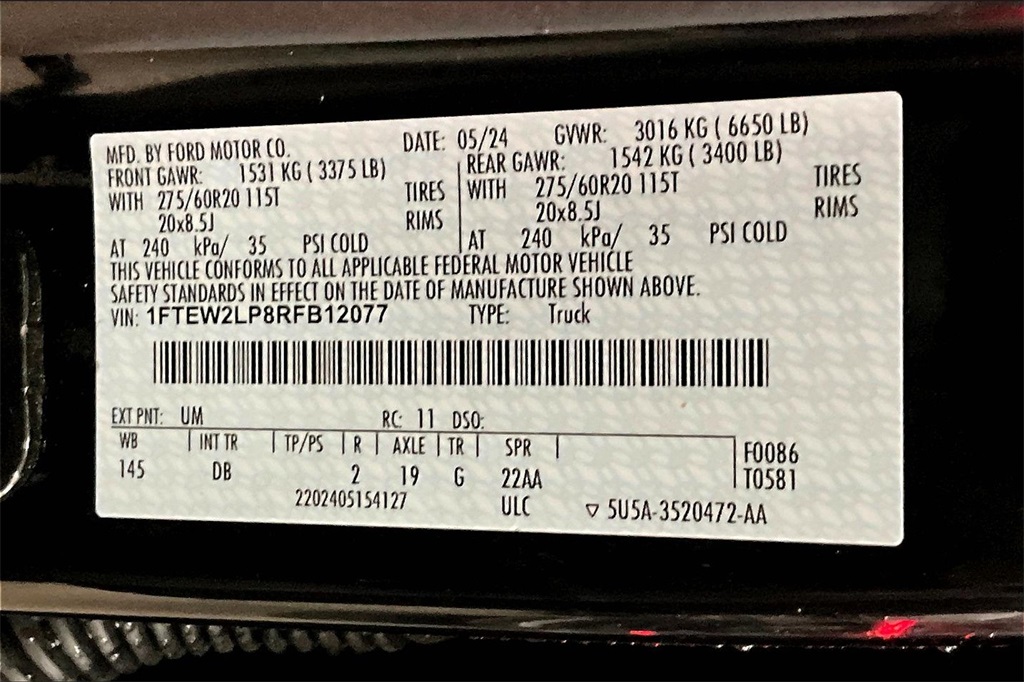 MFD. BY FORD MOTOR CO. DATE: 05/24 GVWR: 3016 KG ( 6650 LB)
FRONT GAWR: 1531 KG ( 3375 LB) REAR GAWR: 1542 KG ( 3400 LB)
WITH 275/60R20 115T TIRES WITH 275/60R20 115T TIRES
20x8.5J RIMS 20x8.5J RIMS
AT 240 kPa/ 35 PSI COLD AT 240 kPa/ 35 PSI COLD
THIS VEHICLE CONFORMS TO ALL APPLICABLE FEDERAL MOTOR VEHICLE
SAFETY STANDARDS IN EFFECT ON THE DATE OF MANUFACTURE SHOWN ABOVE.
VIN: 1FTEW2LP8RFB12077 TYPE: Truck
EXT PNT: UM RC: 11 DSO:
WB INT TR TP/PS R AXLE TR SPR F0086
145 DB 2 19 G 22AA T0581
2202405154127 ULC ▽ 5U5A-3520472-AA